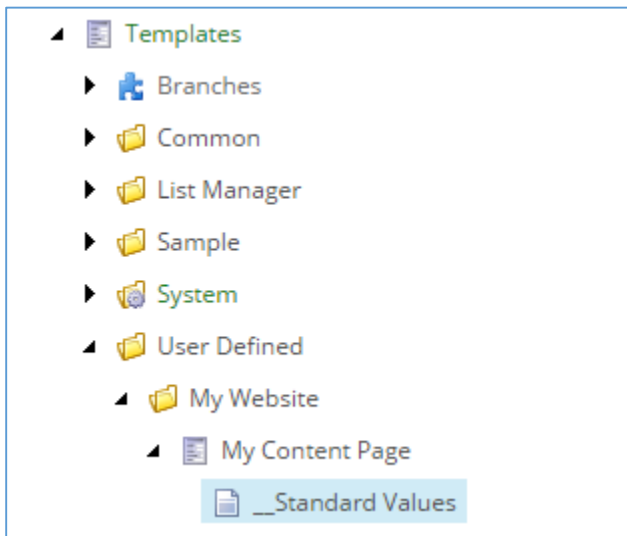 Templates
Branches
Common
List Manager
Sample
System
User Defined
My Website
My Content Page
__Standard Values